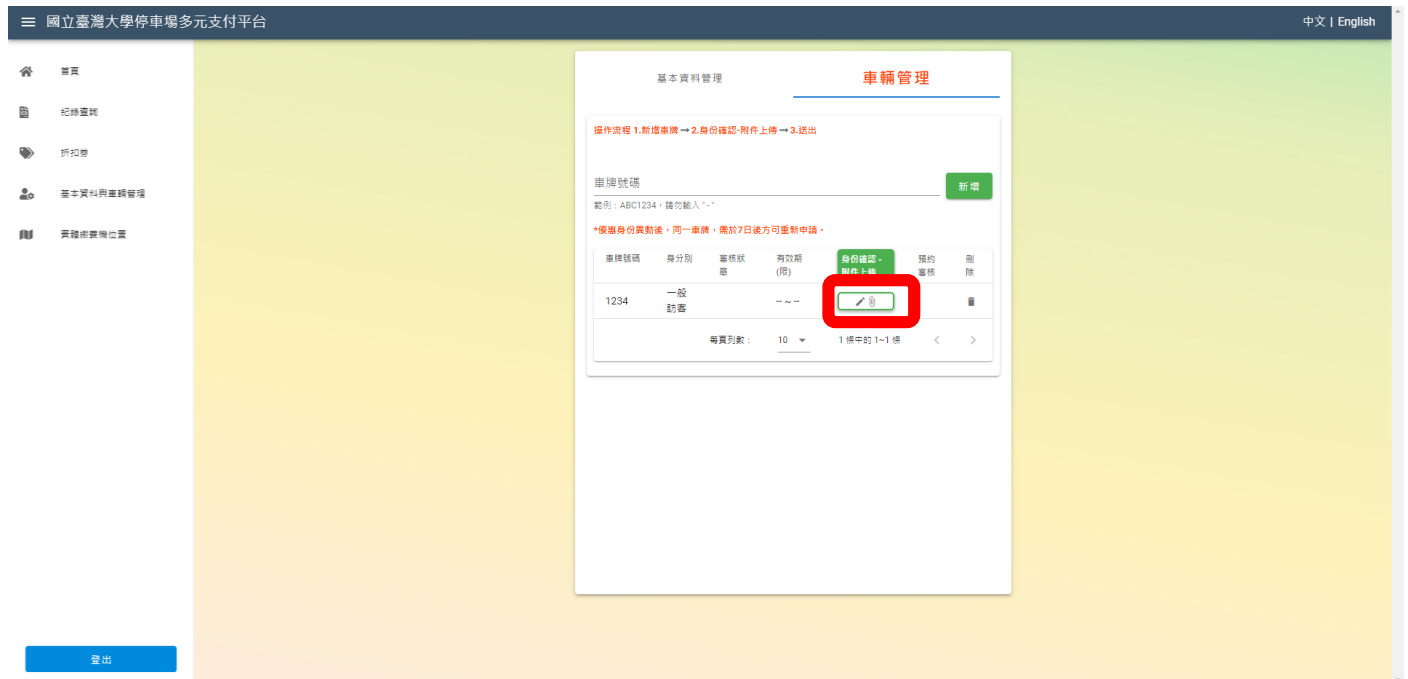 國立臺灣大學停車場多元支付平台
中文 | English
首頁
紀錄查詢
折扣券
基本資料與車輛管理
實體繳費機位置
登出
基本資料管理
車輛管理
操作流程 1.新增車牌 → 2.身份確認-附件上傳 → 3.送出
車牌號碼
新增
範例：ABC1234，請勿輸入 " - "
*優惠身份異動後，同一車牌，需於7日後方可重新申請。
車牌號碼 身分別 審核狀態 有效期(限) 身份確認 - 附件上傳 預約審核 刪除
1234 一般訪客 -- ~ --
每頁列數： 10 1 條中的 1~1 條